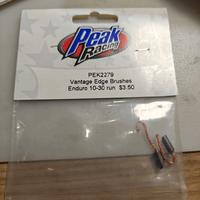 Peak
Racing
PEK2279
Vantage Edge Brushes
Enduro 10-30 run $3.50